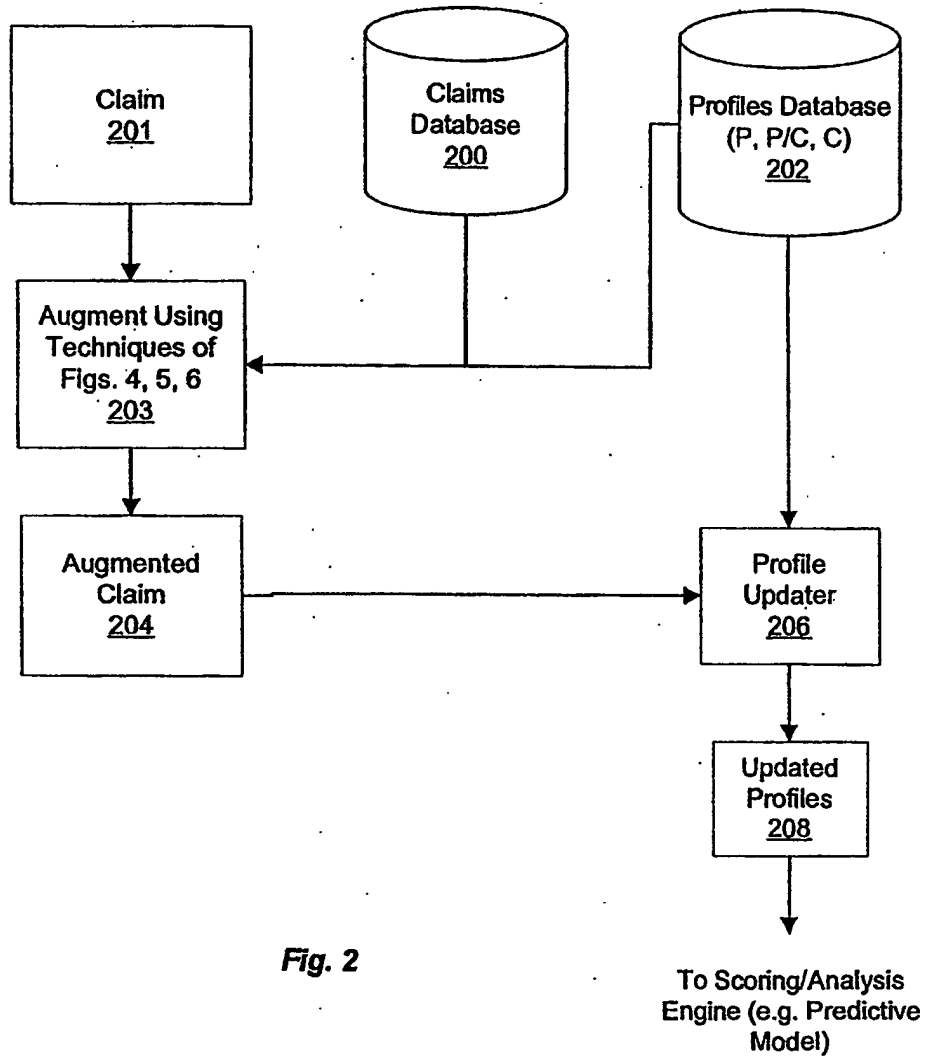 Claim
201
Claims
Database
200
Profiles Database
(P, P/C, C)
202
Augment Using
Techniques of
Figs. 4, 5, 6
203
Augmented
Claim
204
Profile
Updater
206
Updated
Profiles
208
Fig. 2
To Scoring/Analysis
Engine (e.g. Predictive
Model)